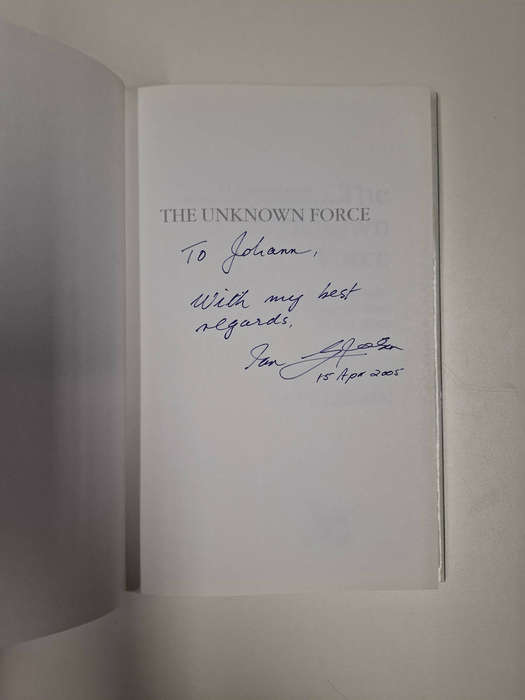 THE UNKNOWN FORCE
To Johann,
With my best
regards,
Ian
15 Apr 2005